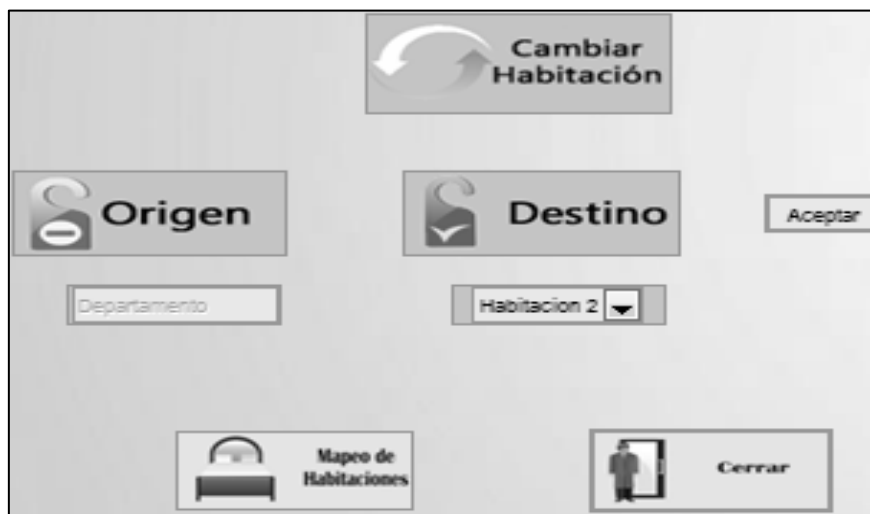 Cambiar
Habitación
Origen
Destino
Aceptar
Departamento
Habitacion 2
Mapeo de
Habitaciones
Cerrar